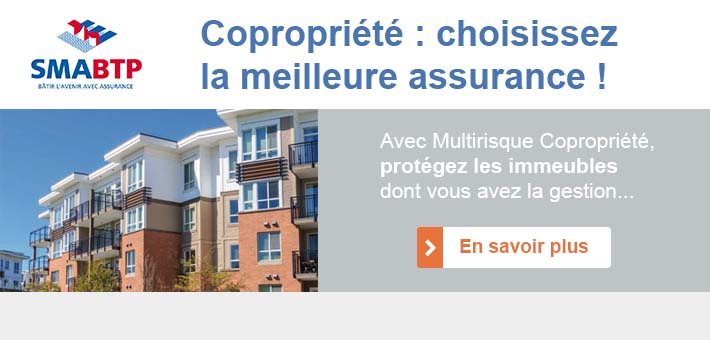 SMABTP
BÂTIR L'AVENIR AVEC ASSURANCE
Copropriété : choisissez
la meilleure assurance !
Avec Multirisque Copropriété,
protégez les immeubles
dont vous avez la gestion...
En savoir plus